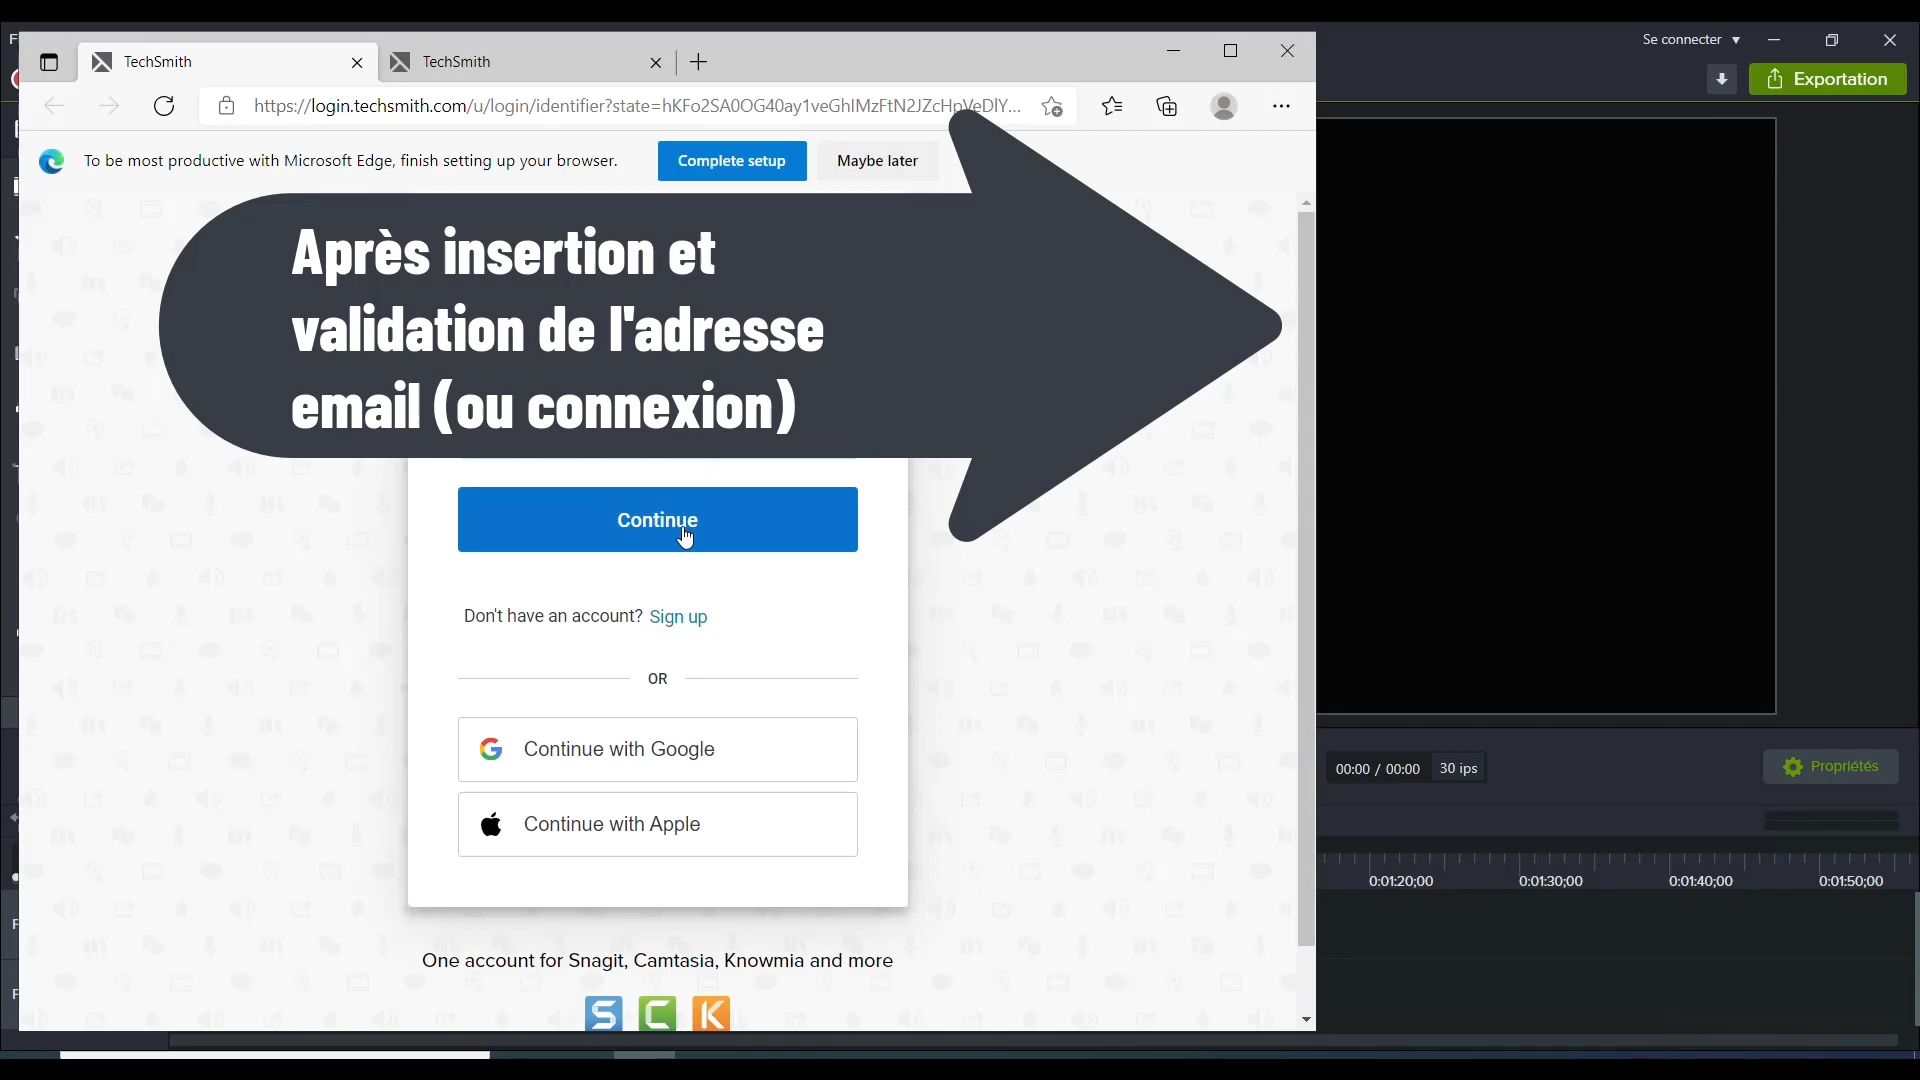 Se connecter
TechSmith
TechSmith
Exportation
https://login.techsmith.com/u/login/identifier?state=hKFo2SA0OG40ay1veGhIMzFtN2JZcHpVeDlY...
To be most productive with Microsoft Edge, finish setting up your browser.
Complete setup
Maybe later
Après insertion et
validation de l'adresse
email (ou connexion)
Continue
Don't have an account? Sign up
OR
Continue with Google
Continue with Apple
One account for Snagit, Camtasia, Knowmia and more
S C K
00:00 / 00:00
30 ips
Propriétés
0:01:20;00
0:01:30;00
0:01:40;00
0:01:50;00